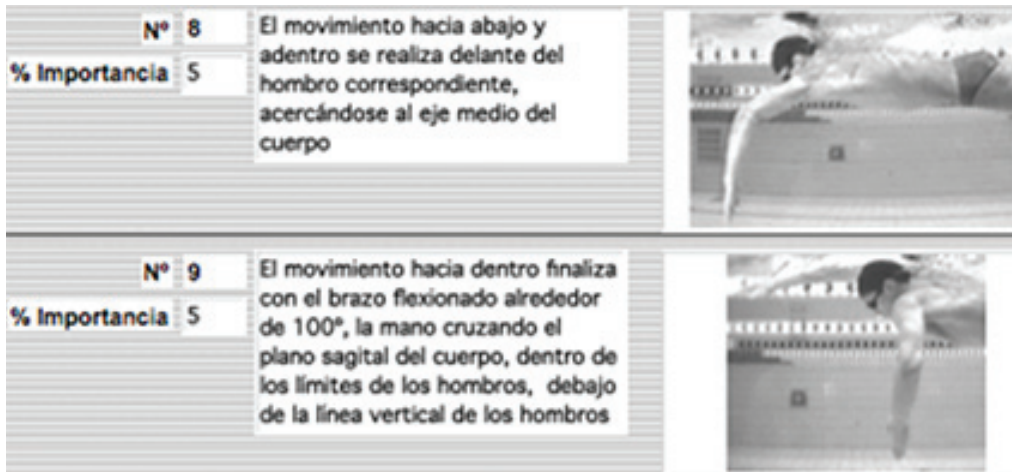 Nº 8
% Importancia 5
El movimiento hacia abajo y
adentro se realiza delante del
hombro correspondiente,
acercándose al eje medio del
cuerpo
Nº 9
% Importancia 5
El movimiento hacia dentro finaliza
con el brazo flexionado alrededor
de 100º, la mano cruzando el
plano sagital del cuerpo, dentro de
los límites de los hombros, debajo
de la línea vertical de los hombros